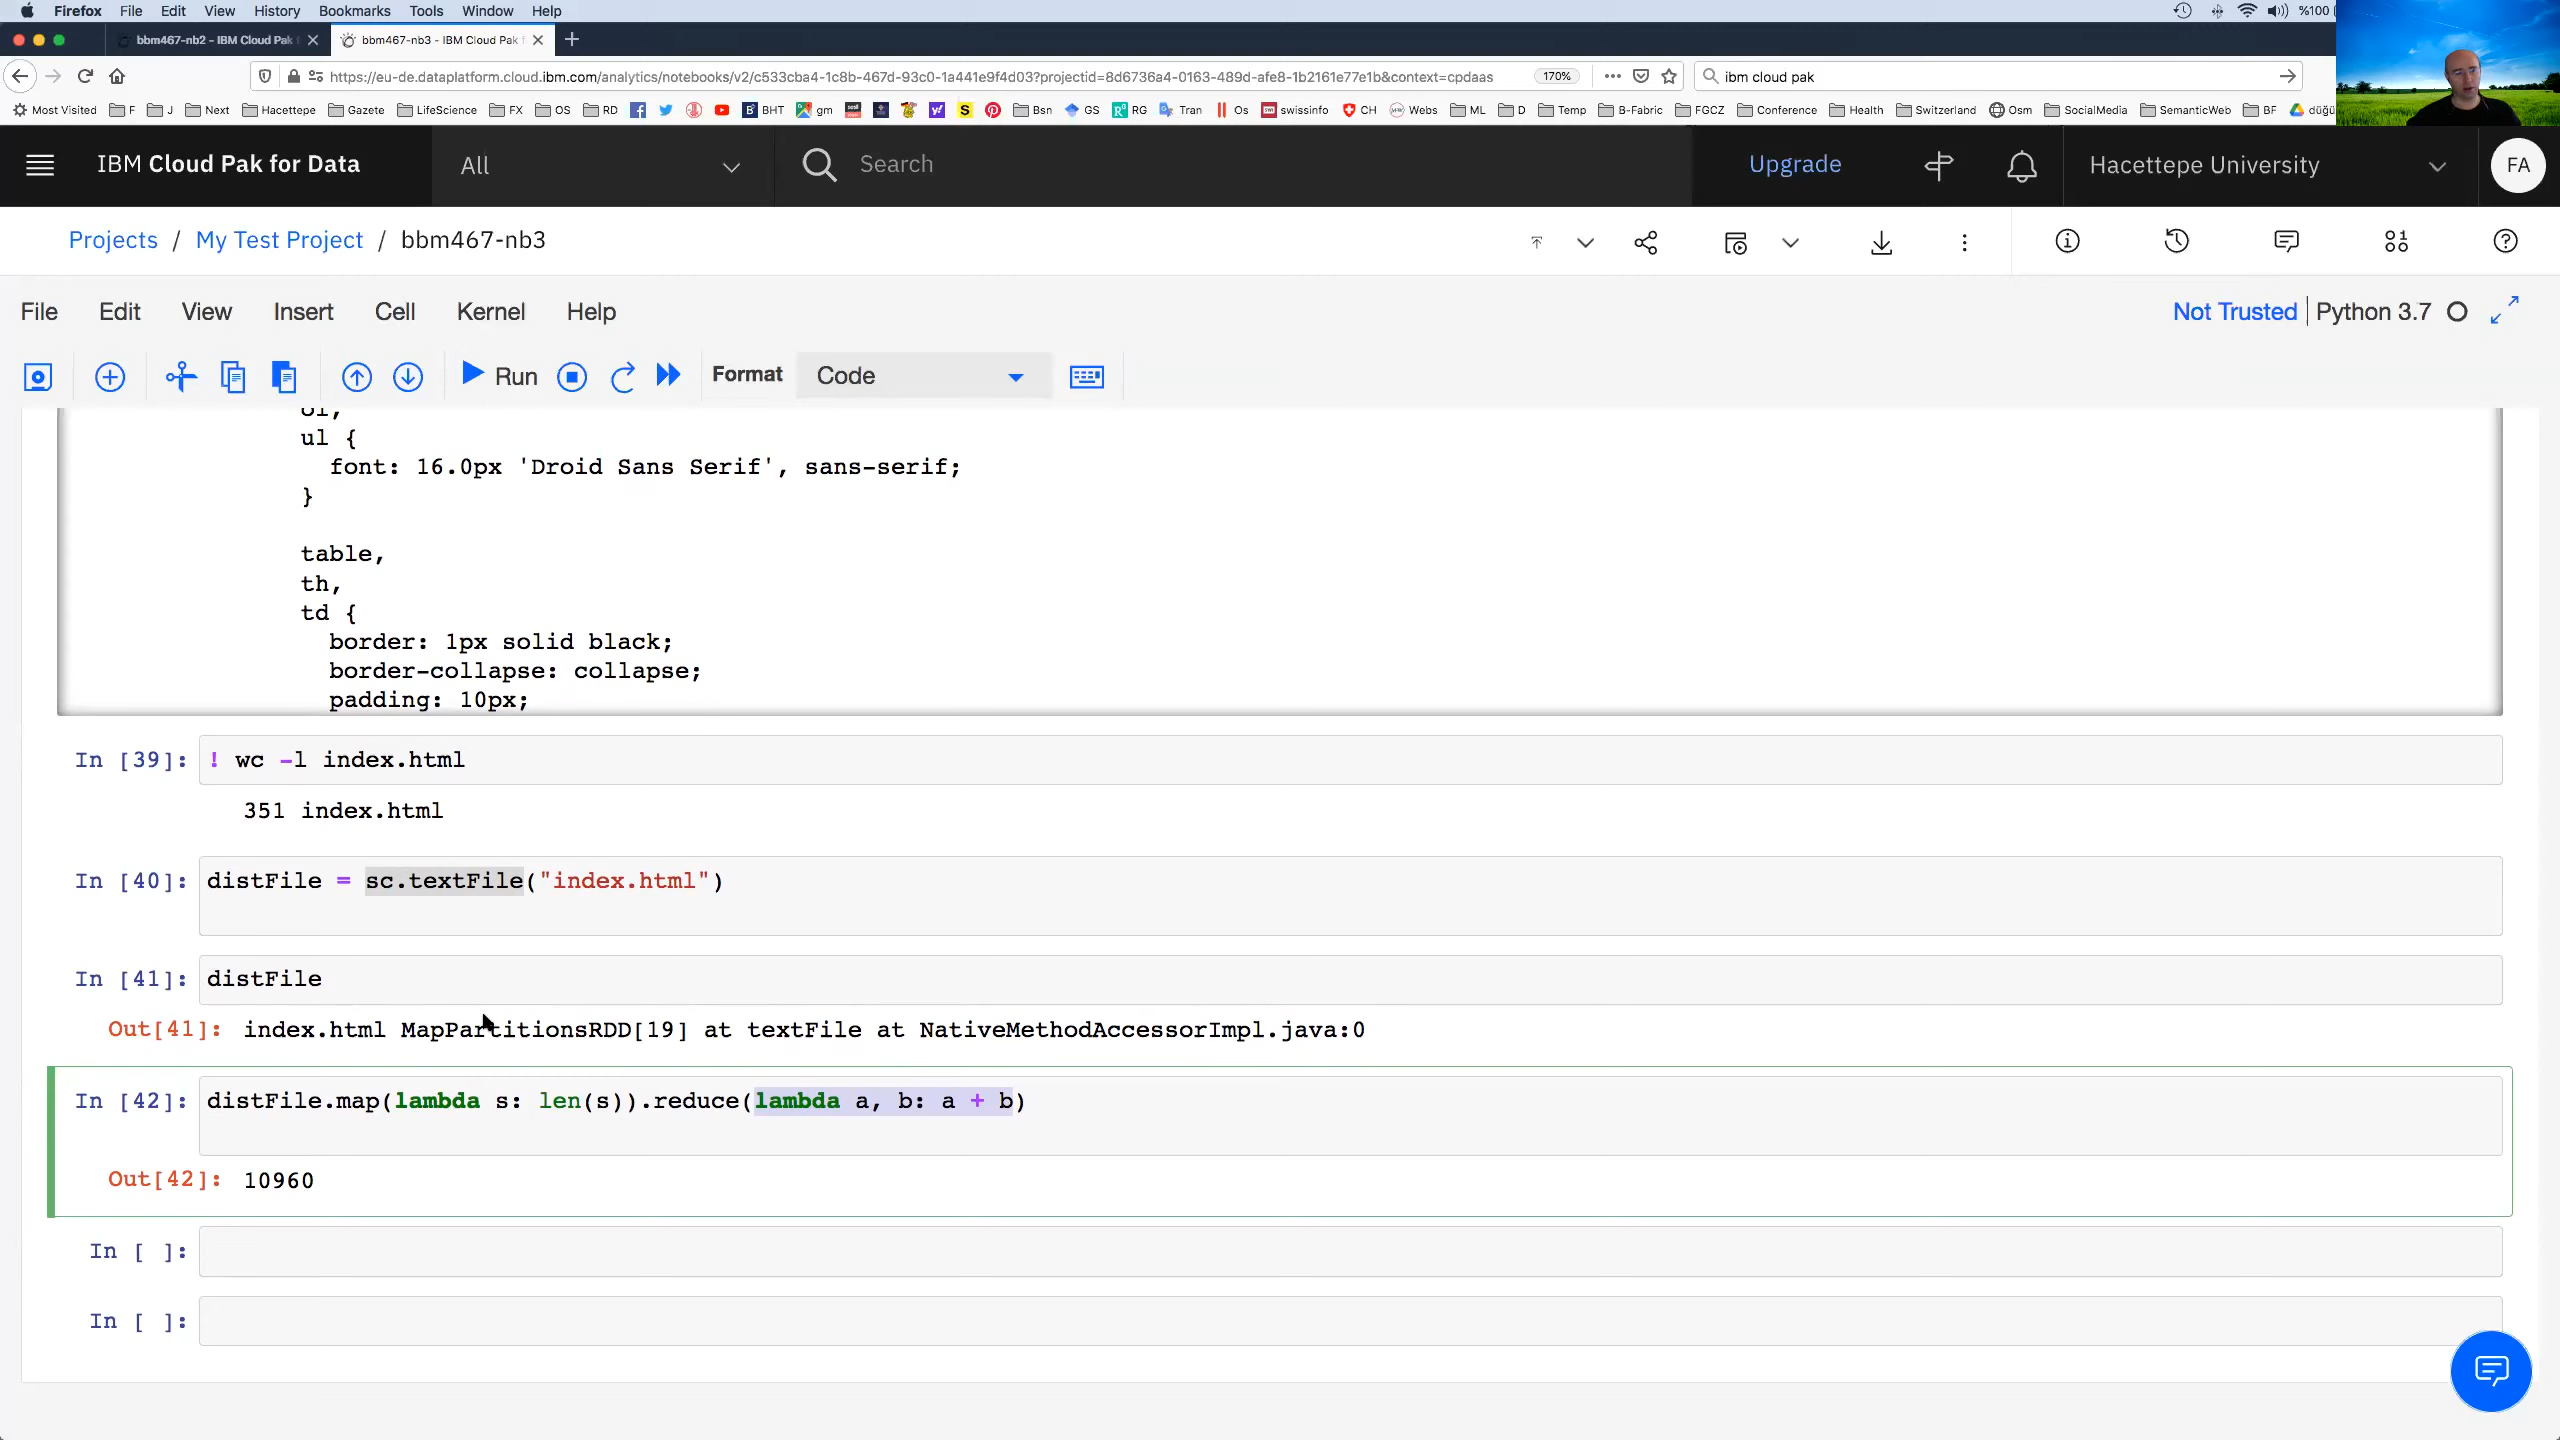 Firefox File Edit View History Bookmarks Tools Window Help %100
bbm467-nb2 - IBM Cloud Pak bbm467-nb3 - IBM Cloud Pak
https://eu-de.dataplatform.cloud.ibm.com/analytics/notebooks/v2/c533cba4-1c8b-467d-93c0-1a441e9f4d03?projectid=8d6736a4-0163-489d-afe8-1b2161e77e1b&context=cpdaas 170% ibm cloud pak
Most Visited F J Next Hacettepe Gazete LifeScience FX OS RD BHT gm Bsn GS RG Tran Os swissinfo CH Webs ML D Temp B-Fabric FGCZ Conference Health Switzerland Osm SocialMedia SemanticWeb BF düğü
IBM Cloud Pak for Data All Search Upgrade Hacettepe University FA
Projects / My Test Project / bbm467-nb3
File Edit View Insert Cell Kernel Help Not Trusted Python 3.7
Run Format Code
ol,
ul {
font: 16.0px 'Droid Sans Serif', sans-serif;
}
table,
th,
td {
border: 1px solid black;
border-collapse: collapse;
padding: 10px;
In [39]: ! wc -l index.html
351 index.html
In [40]: distFile = sc.textFile("index.html")
In [41]: distFile
Out[41]: index.html MapPartitionsRDD[19] at textFile at NativeMethodAccessorImpl.java:0
In [42]: distFile.map(lambda s: len(s)).reduce(lambda a, b: a + b)
Out[42]: 10960
In [ ]:
In [ ]: